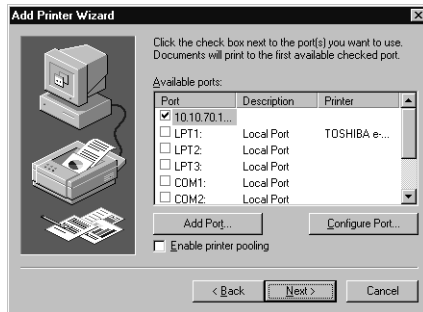 Add Printer Wizard
Click the check box next to the port(s) you want to use.
Documents will print to the first available checked port.
Available ports:
Port Description Printer
10.10.70.1...
LPT1: Local Port TOSHIBA e-...
LPT2: Local Port
LPT3: Local Port
COM1: Local Port
COM2: Local Port
Add Port... Configure Port...
Enable printer pooling
< Back Next > Cancel